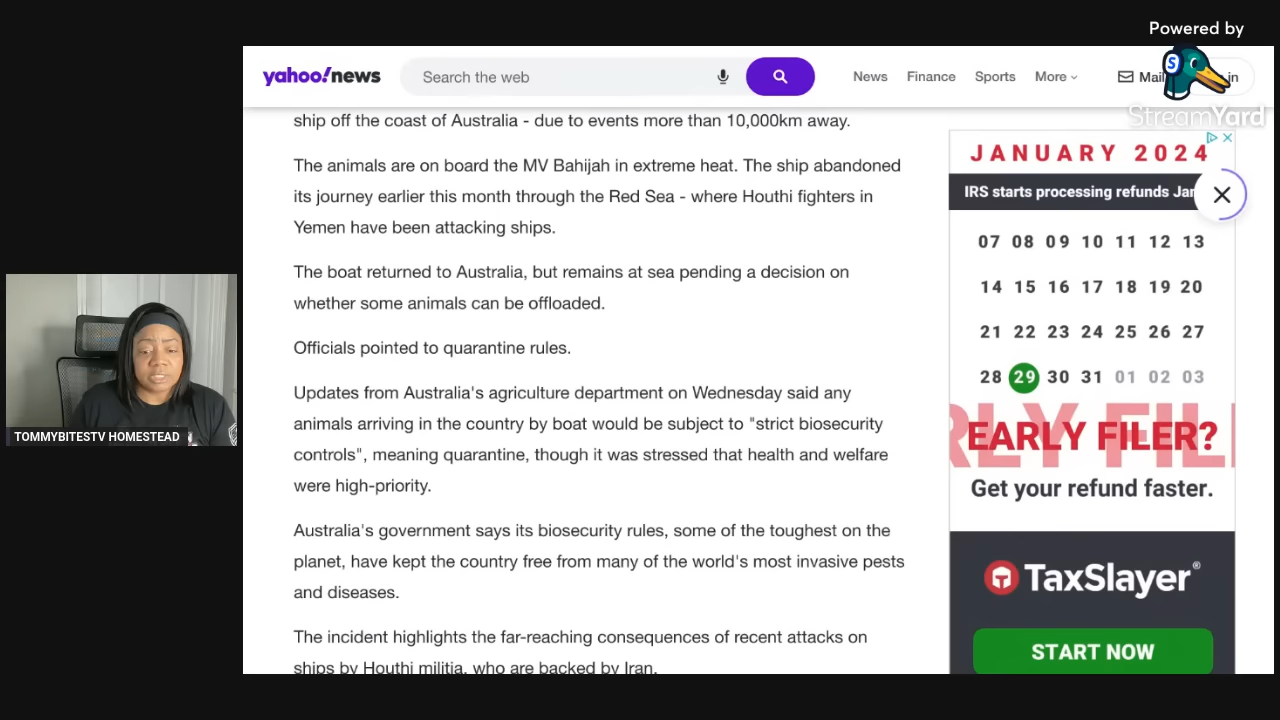 Powered by
StreamYard
yahoo!news
Search the web
News Finance Sports More
Mail
in
ship off the coast of Australia - due to events more than 10,000km away.
The animals are on board the MV Bahijah in extreme heat. The ship abandoned
its journey earlier this month through the Red Sea - where Houthi fighters in
Yemen have been attacking ships.
The boat returned to Australia, but remains at sea pending a decision on
whether some animals can be offloaded.
Officials pointed to quarantine rules.
Updates from Australia's agriculture department on Wednesday said any
animals arriving in the country by boat would be subject to "strict biosecurity
controls", meaning quarantine, though it was stressed that health and welfare
were high-priority.
Australia's government says its biosecurity rules, some of the toughest on the
planet, have kept the country free from many of the world's most invasive pests
and diseases.
The incident highlights the far-reaching consequences of recent attacks on
ships by Houthi militia, who are backed by Iran.
JANUARY 2024
IRS starts processing refunds Jan
07 08 09 10 11 12 13
14 15 16 17 18 19 20
21 22 23 24 25 26 27
28 29 30 31 01 02 03
EARLY FILER?
Get your refund faster.
TaxSlayer®
START NOW
TOMMYBITESTV HOMESTEAD